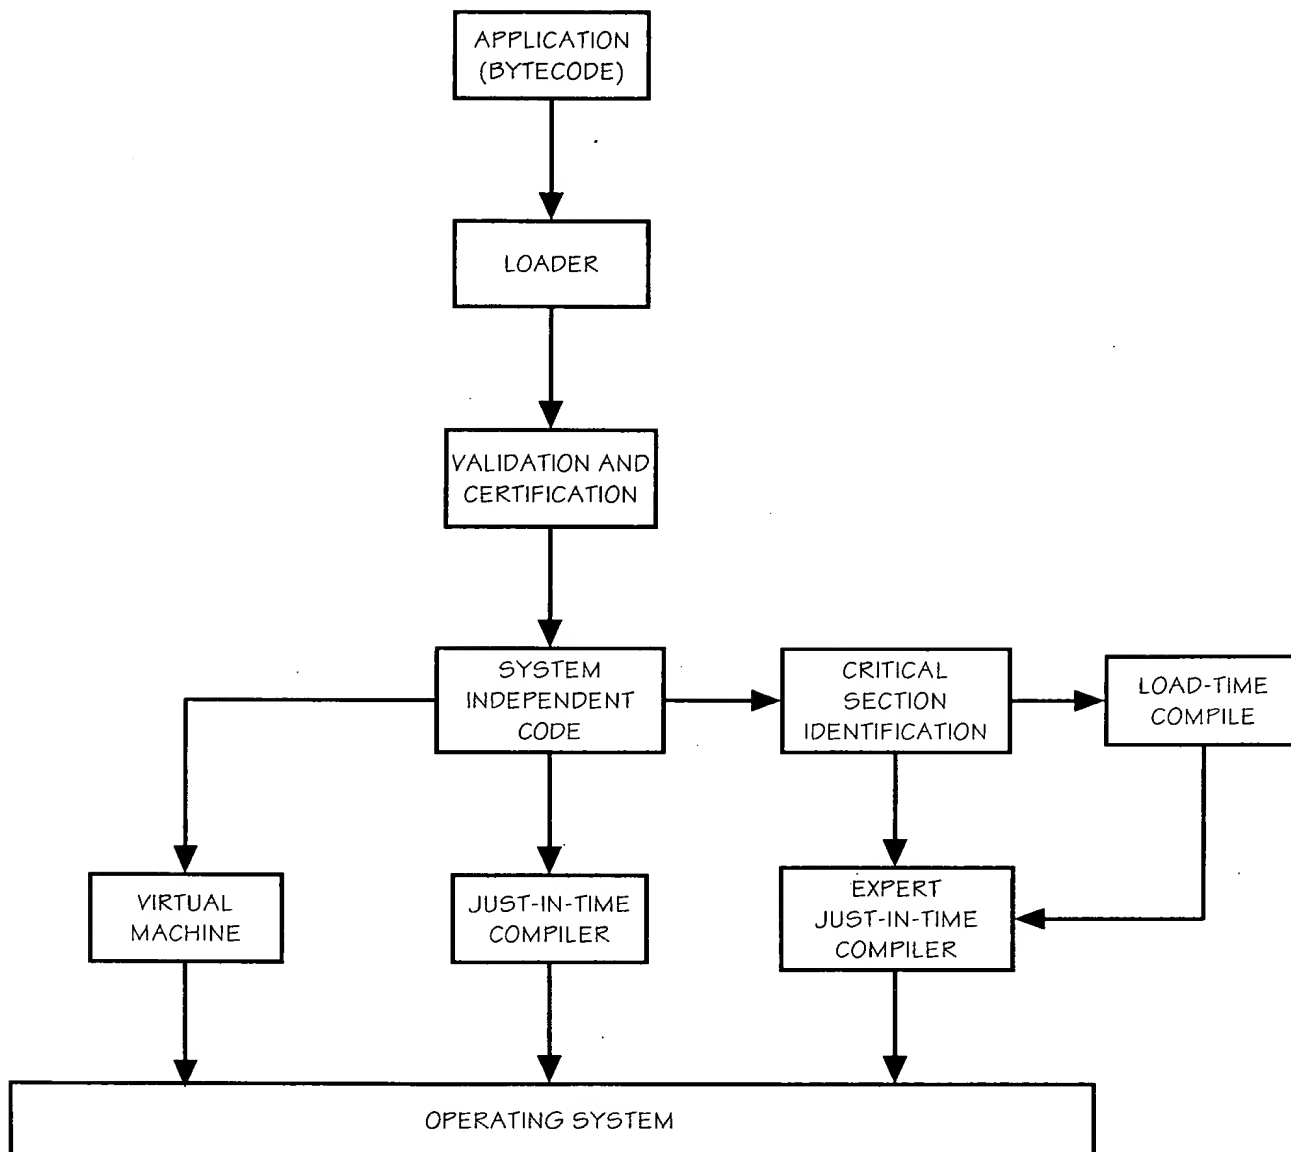 APPLICATION
(BYTECODE)
LOADER
VALIDATION AND
CERTIFICATION
SYSTEM
INDEPENDENT
CODE
CRITICAL
SECTION
IDENTIFICATION
LOAD-TIME
COMPILE
VIRTUAL
MACHINE
JUST-IN-TIME
COMPILER
EXPERT
JUST-IN-TIME
COMPILER
OPERATING SYSTEM